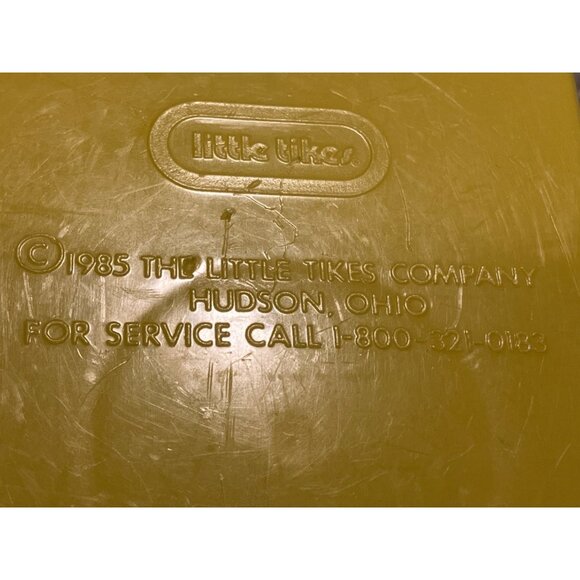 little tikes
©1985 THE LITTLE TIKES COMPANY
HUDSON, OHIO
FOR SERVICE CALL 1-800-321-0183